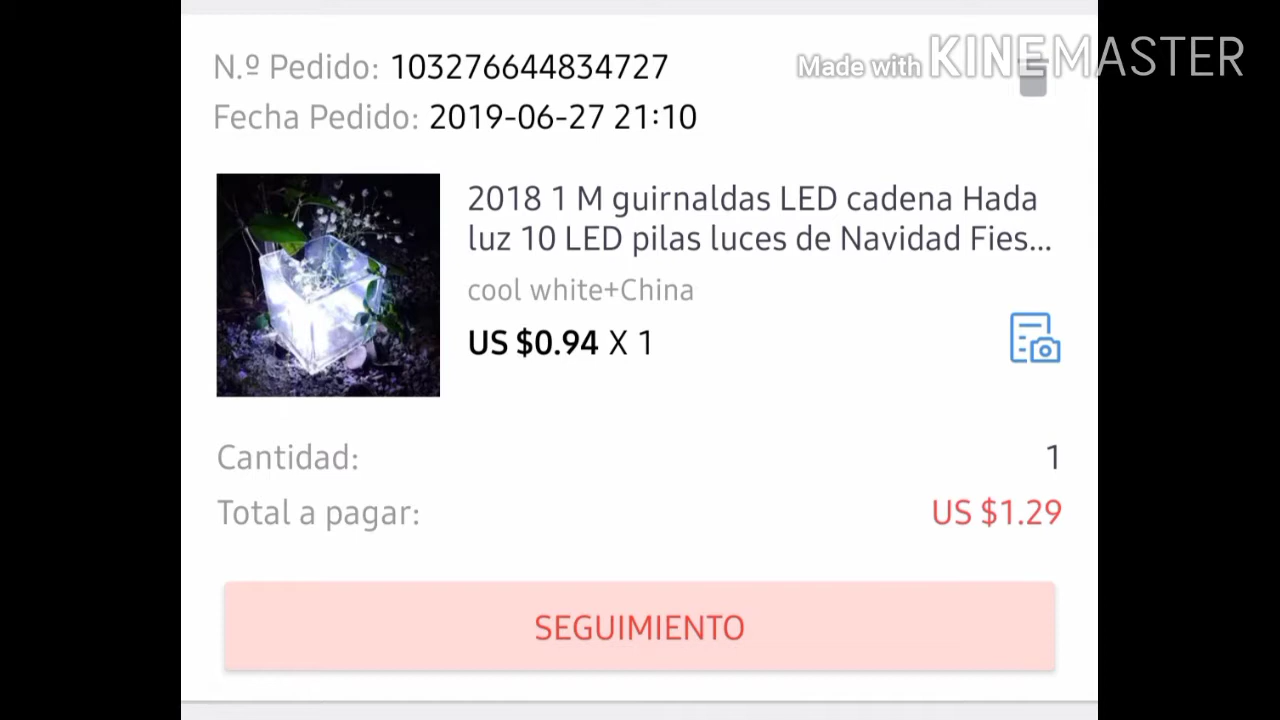 Made with KINEMASTER
N.º Pedido: 103276644834727
Fecha Pedido: 2019-06-27 21:10
2018 1 M guirnaldas LED cadena Hada
luz 10 LED pilas luces de Navidad Fies...
cool white+China
US $0.94 X 1
Cantidad: 1
Total a pagar: US $1.29
SEGUIMIENTO